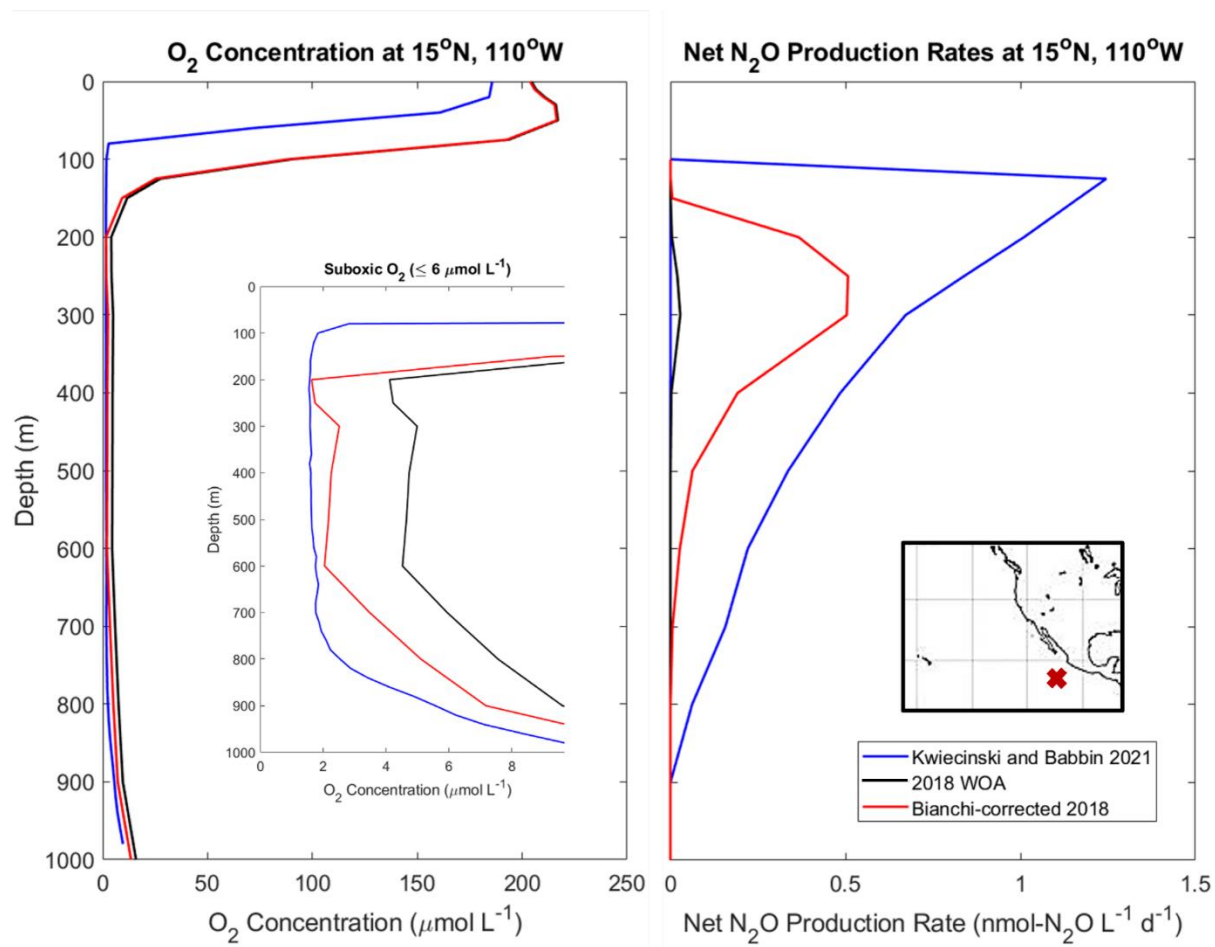 O2 Concentration at 15oN, 110oW
0
100
200
300
400
500
600
700
800
900
1000
Depth (m)
0 50 100 150 200 250
O2 Concentration (μmol L-1)
Suboxic O2 (≤ 6 μmol L-1)
0
100
200
300
400
500
600
700
800
900
1000
Depth (m)
0 2 4 6 8
O2 Concentration (μmol L-1)
Net N2O Production Rates at 15oN, 110oW
Kwiecinski and Babbin 2021
2018 WOA
Bianchi-corrected 2018
0 0.5 1 1.5
Net N2O Production Rate (nmol-N2O L-1 d-1)